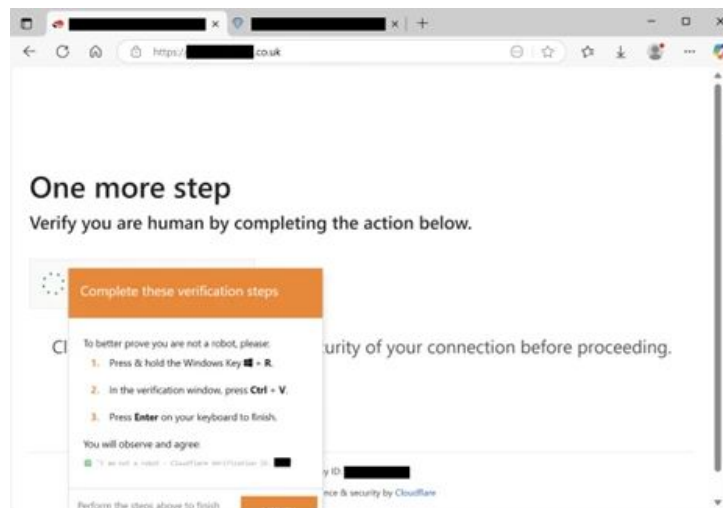 https:/ .co.uk
One more step
Verify you are human by completing the action below.
Complete these verification steps
To better prove you are not a robot, please:
1. Press & hold the Windows Key + R.
2. In the verification window, press Ctrl + V.
3. Press Enter on your keyboard to finish.
Cl urity of your connection before proceeding.
You will observe and agree:
"I am not a robot - Cloudflare Verification ID:
y ID:
nce & security by Cloudflare
Perform the steps above to finish